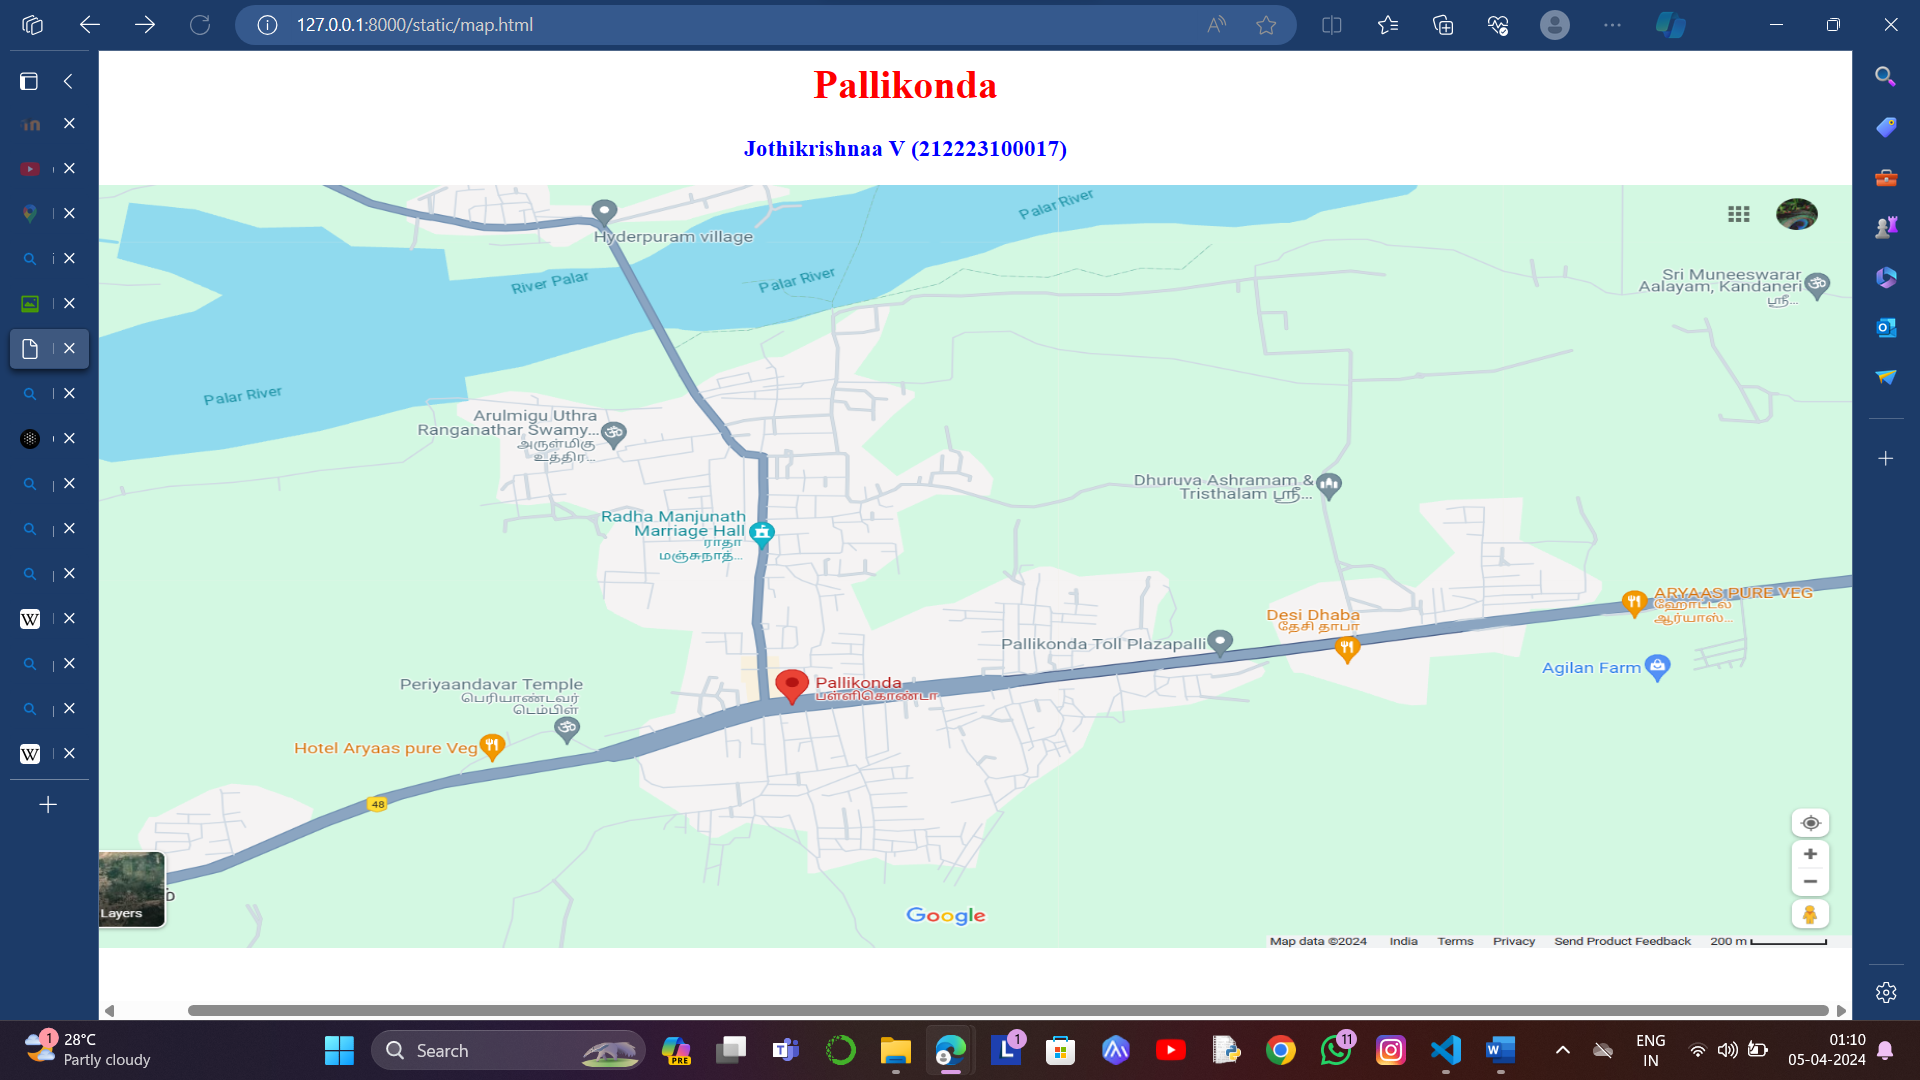 127.0.0.1:8000/static/map.html
Pallikonda
Jothikrishnaa V (212223100017)
Palar River
Hyderpuram village
River Palar
Palar River
Sri Muneeswarar
Aalayam, Kandaneri
ஸ்ரீ...
Palar River
Arulmigu Uthra
Ranganathar Swamy...
அருள்மிகு
உத்திர...
Dhuruva Ashramam &
Tristhalam ஸ்ரீ...
Radha Manjunath
Marriage Hall
ராதா
மஞ்சுநாத்...
ARYAAS PURE VEG
ஹோட்டல்
ஆர்யாஸ்...
Desi Dhaba
தேசி தாபா
Pallikonda Toll Plazapalli
Agilan Farm
Periyaandavar Temple
பெரியாண்டவர்
டெம்பிள்
Pallikonda
பள்ளிகொண்டா
Hotel Aryaas pure Veg
48
Layers
Google
Map data ©2024 India Terms Privacy Send Product Feedback 200 m
1
28°C
Partly cloudy
Search
PRE
1
11
ENG
IN
01:10
05-04-2024